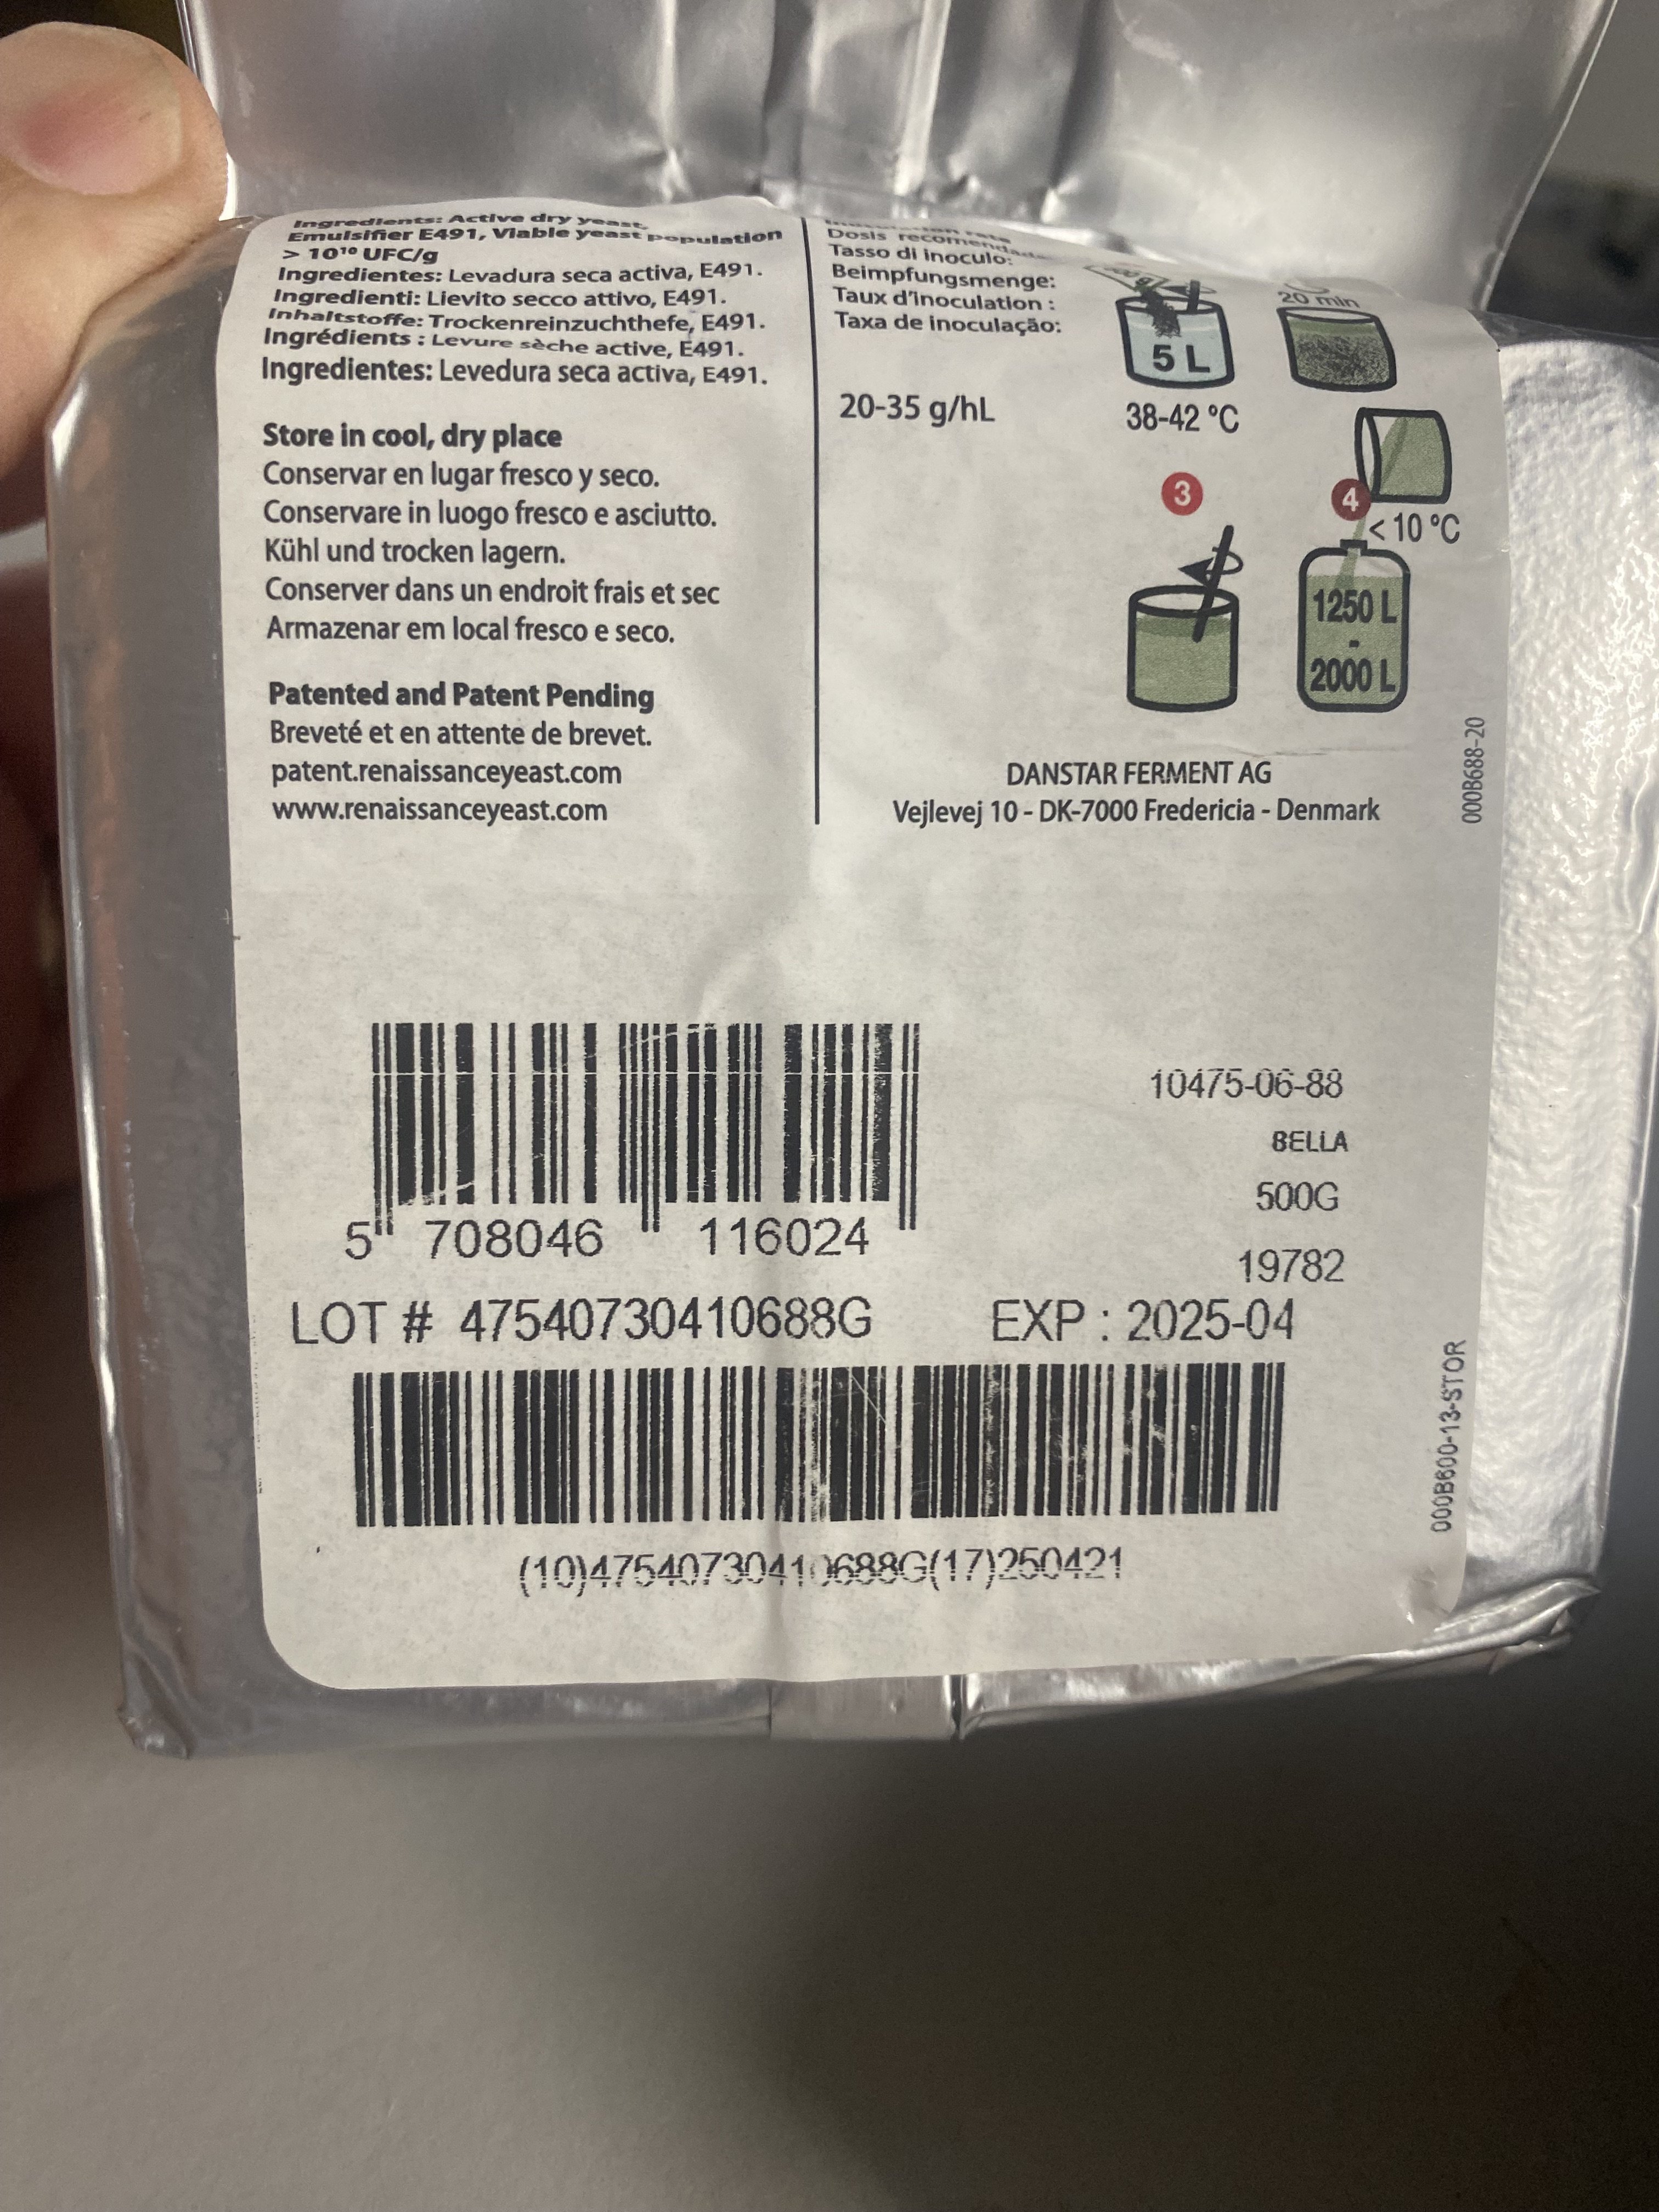 Ingredients: Active dry yeast,
Emulsifier E491, Viable yeast population
> 10¹⁰ UFC/g
Ingredientes: Levadura seca activa, E491.
Ingredienti: Lievito secco attivo, E491.
Inhaltstoffe: Trockenreinzuchthefe, E491.
Ingrédients : Levure sèche active, E491.
Ingredientes: Levedura seca activa, E491.
Store in cool, dry place
Conservar en lugar fresco y seco.
Conservare in luogo fresco e asciutto.
Kühl und trocken lagern.
Conserver dans un endroit frais et sec
Armazenar em local fresco e seco.
Patented and Patent Pending
Breveté et en attente de brevet.
patent.renaissanceyeast.com
www.renaissanceyeast.com
Dosis recomendada
Tasso di inoculo:
Beimpfungsmenge:
Taux d'inoculation :
Taxa de inoculação:
20-35 g/hL
5 L
38-42 °C
20 min
3
4
< 10 °C
1250 L
-
2000 L
DANSTAR FERMENT AG
Vejlevej 10 - DK-7000 Fredericia - Denmark
000B688-20
5 708046 116024
10475-06-88
BELLA
500G
19782
LOT # 47540730410688G EXP : 2025-04
(10)47540730410688G(17)250421
000B600-13-STOR